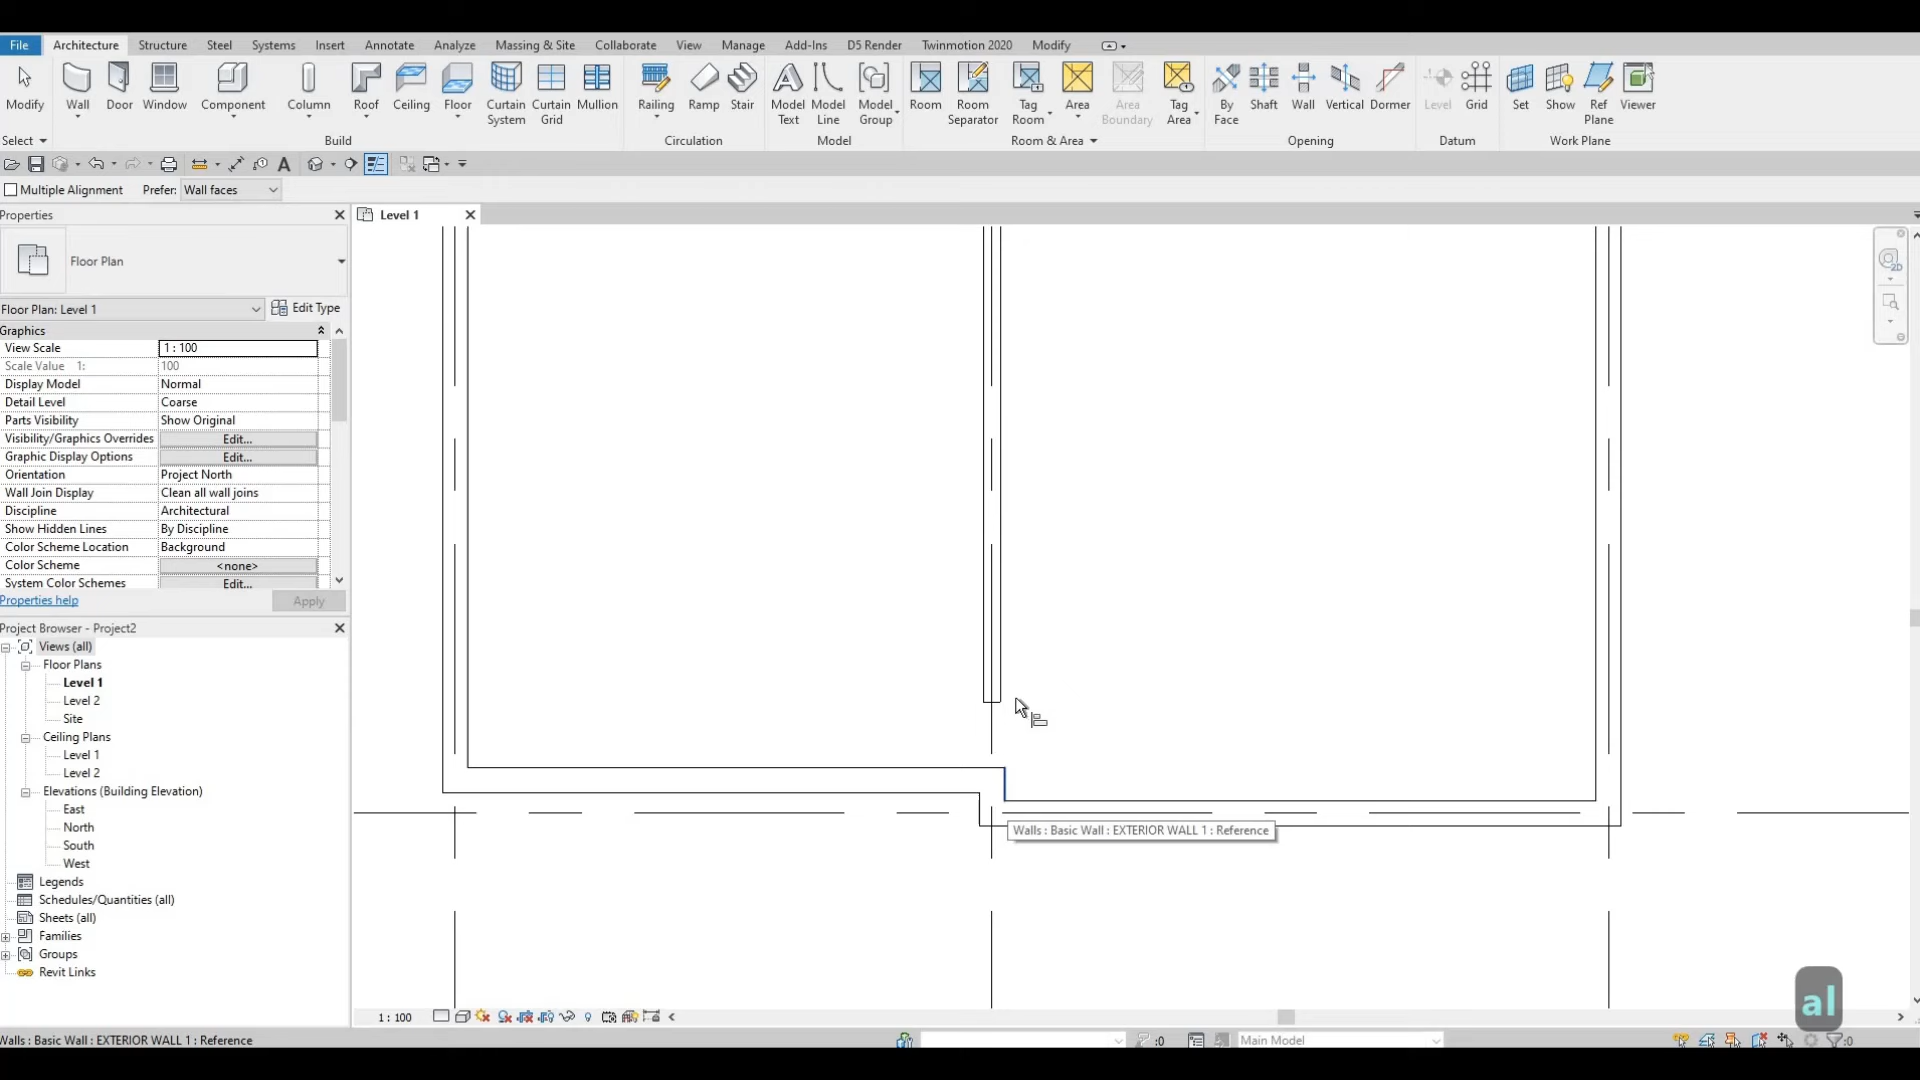 File Architecture Structure Steel Systems Insert Annotate Analyze Massing & Site Collaborate View Manage Add-Ins D5 Render Twinmotion 2020 Modify
Modify Wall Door Window Component Column Roof Ceiling Floor Curtain System Curtain Grid Mullion Railing Ramp Stair Model Text Model Line Model Group Room Room Separator Tag Room Area Area Boundary Tag Area By Face Shaft Wall Vertical Dormer Level Grid Set Show Ref Plane Viewer
Select Build Circulation Model Room & Area Opening Datum Work Plane
Multiple Alignment Prefer: Wall faces
Properties
Level 1
Floor Plan
Floor Plan: Level 1 Edit Type
Graphics
View Scale 1 : 100
Scale Value 1: 100
Display Model Normal
Detail Level Coarse
Parts Visibility Show Original
Visibility/Graphics Overrides Edit...
Graphic Display Options Edit...
Orientation Project North
Wall Join Display Clean all wall joins
Discipline Architectural
Show Hidden Lines By Discipline
Color Scheme Location Background
Color Scheme <none>
System Color Schemes Edit...
Properties help Apply
Project Browser - Project2
Views (all)
Floor Plans
Level 1
Level 2
Site
Ceiling Plans
Level 1
Level 2
Elevations (Building Elevation)
East
North
South
West
Legends
Schedules/Quantities (all)
Sheets (all)
Families
Groups
Revit Links
2D
Walls : Basic Wall : EXTERIOR WALL 1 : Reference
al
1 : 100
Walls : Basic Wall : EXTERIOR WALL 1 : Reference :0 Main Model :0